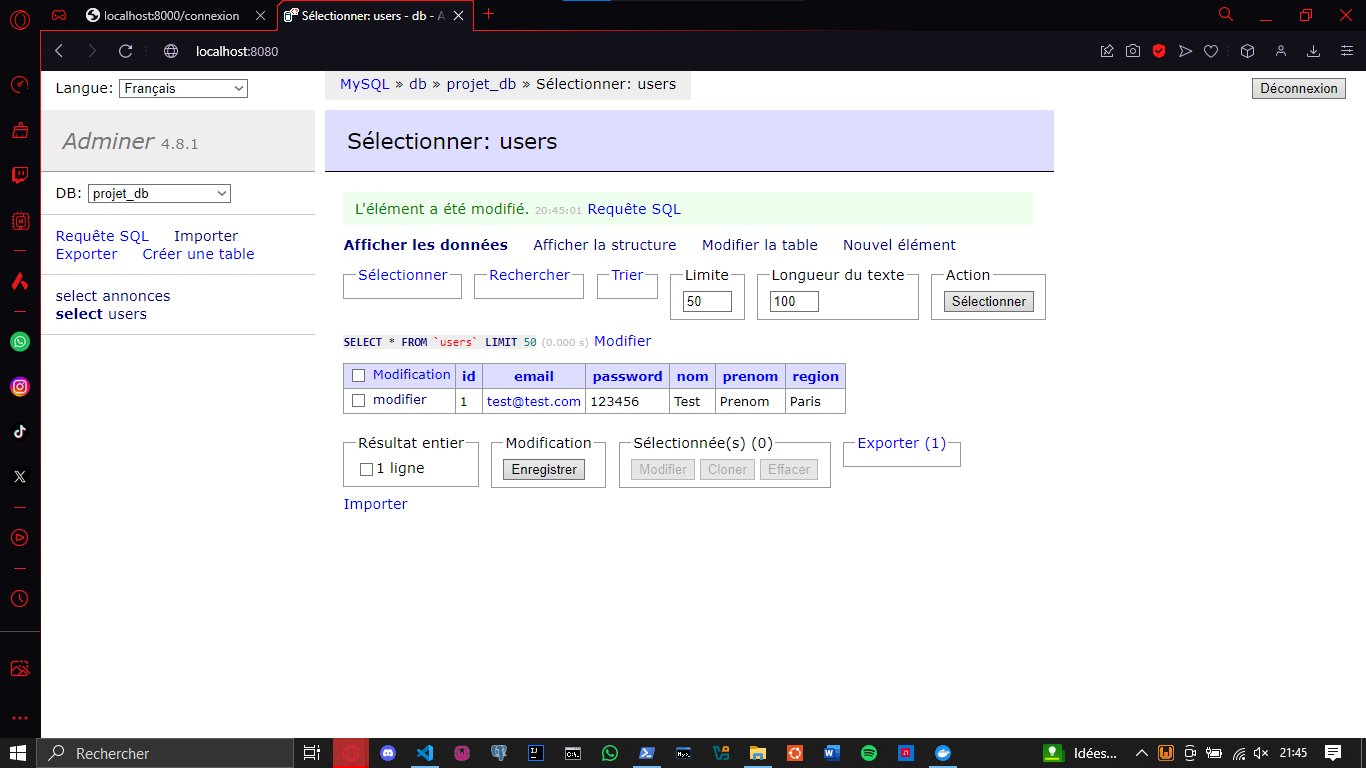 localhost:8000/connexion
Sélectionner: users - db - A
localhost:8080
Langue: Français
MySQL » db » projet_db » Sélectionner: users
Déconnexion
Adminer 4.8.1
Sélectionner: users
DB: projet_db
L'élément a été modifié. 20:45:01 Requête SQL
Requête SQL Importer
Exporter Créer une table
Afficher les données Afficher la structure Modifier la table Nouvel élément
Sélectionner Rechercher Trier Limite Longueur du texte Action
50 100 Sélectionner
select annonces
select users
SELECT * FROM `users` LIMIT 50 (0.000 s) Modifier
Modification id email password nom prenom region
modifier 1 test@test.com 123456 Test Prenom Paris
Résultat entier Modification Sélectionnée(s) (0) Exporter (1)
1 ligne Enregistrer Modifier Cloner Effacer
Importer
Rechercher
Idées...
21:45